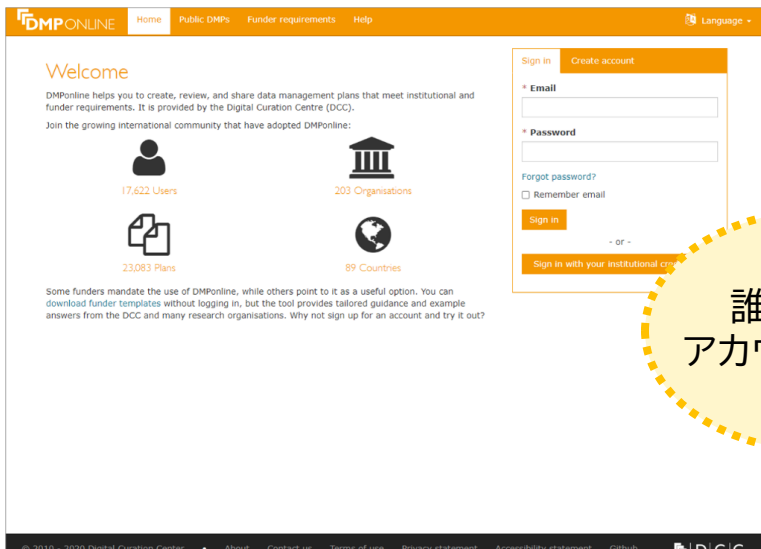 DMPONLINE Home Public DMPs Funder requirements Help Language
Welcome
DMPonline helps you to create, review, and share data management plans that meet institutional and
funder requirements. It is provided by the Digital Curation Centre (DCC).
Join the growing international community that have adopted DMPonline:
17,622 Users
203 Organisations
23,083 Plans
89 Countries
Some funders mandate the use of DMPonline, while others point to it as a useful option. You can
download funder templates without logging in, but the tool provides tailored guidance and example
answers from the DCC and many research organisations. Why not sign up for an account and try it out?
Sign in Create account
* Email
* Password
Forgot password?
Remember email
Sign in
- or -
Sign in with your institutional
誰
アカ
© 2010 - 2020 Digital Curation Center • About Contact us Terms of use Privacy statement Accessibility statement Github D|C|C